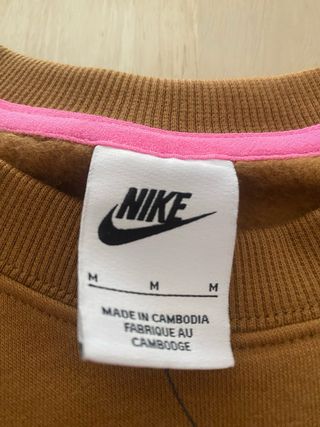 NIKE
M M M
MADE IN CAMBODIA
FABRIQUE AU
CAMBODGE